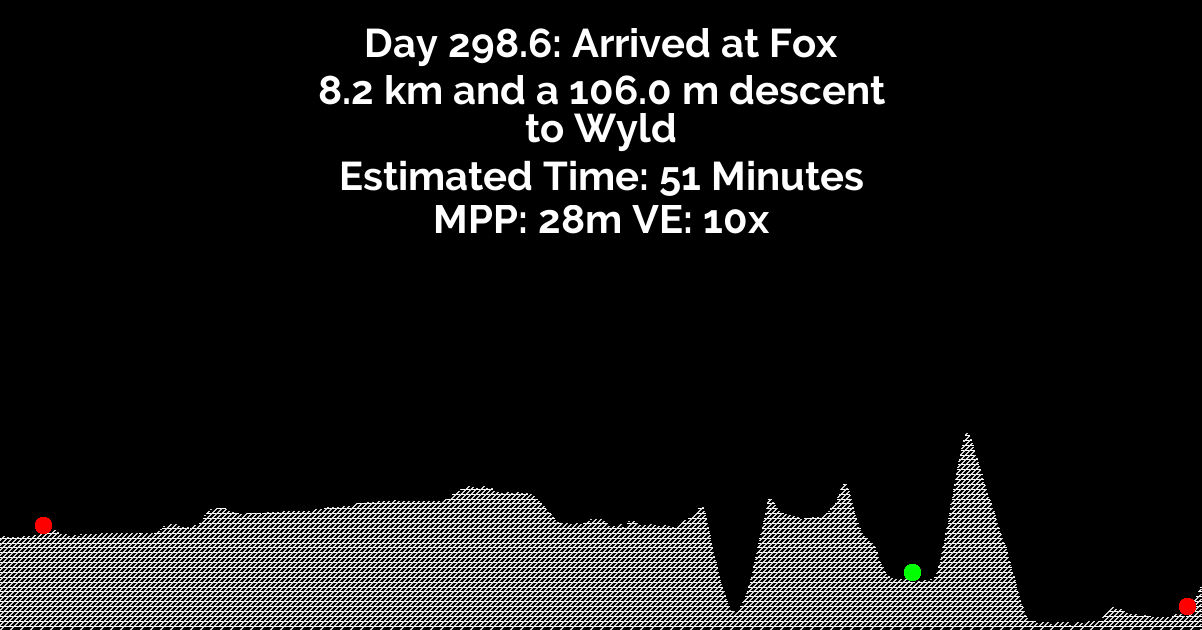 Day 298.6: Arrived at Fox
8.2 km and a 106.0 m descent
to Wyld
Estimated Time: 51 Minutes
MPP: 28m VE: 10x